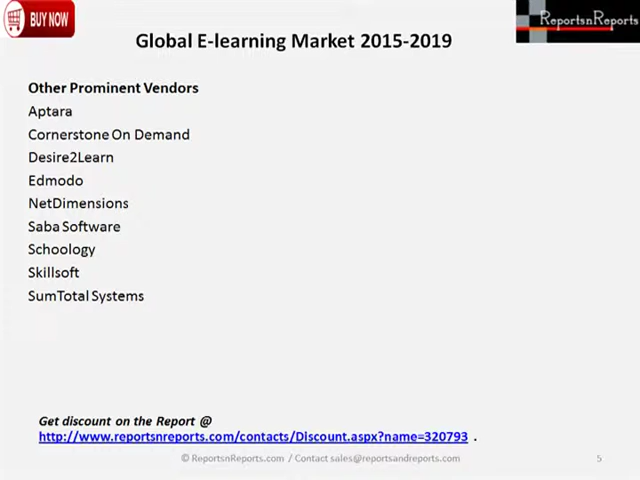 BUY NOW
ReportsnReports
Global E-learning Market 2015-2019
Other Prominent Vendors
Aptara
Cornerstone On Demand
Desire2Learn
Edmodo
NetDimensions
Saba Software
Schoology
Skillsoft
SumTotal Systems
Get discount on the Report @
http://www.reportsnreports.com/contacts/Discount.aspx?name=320793 .
© ReportsnReports.com / Contact sales@reportsandreports.com
5